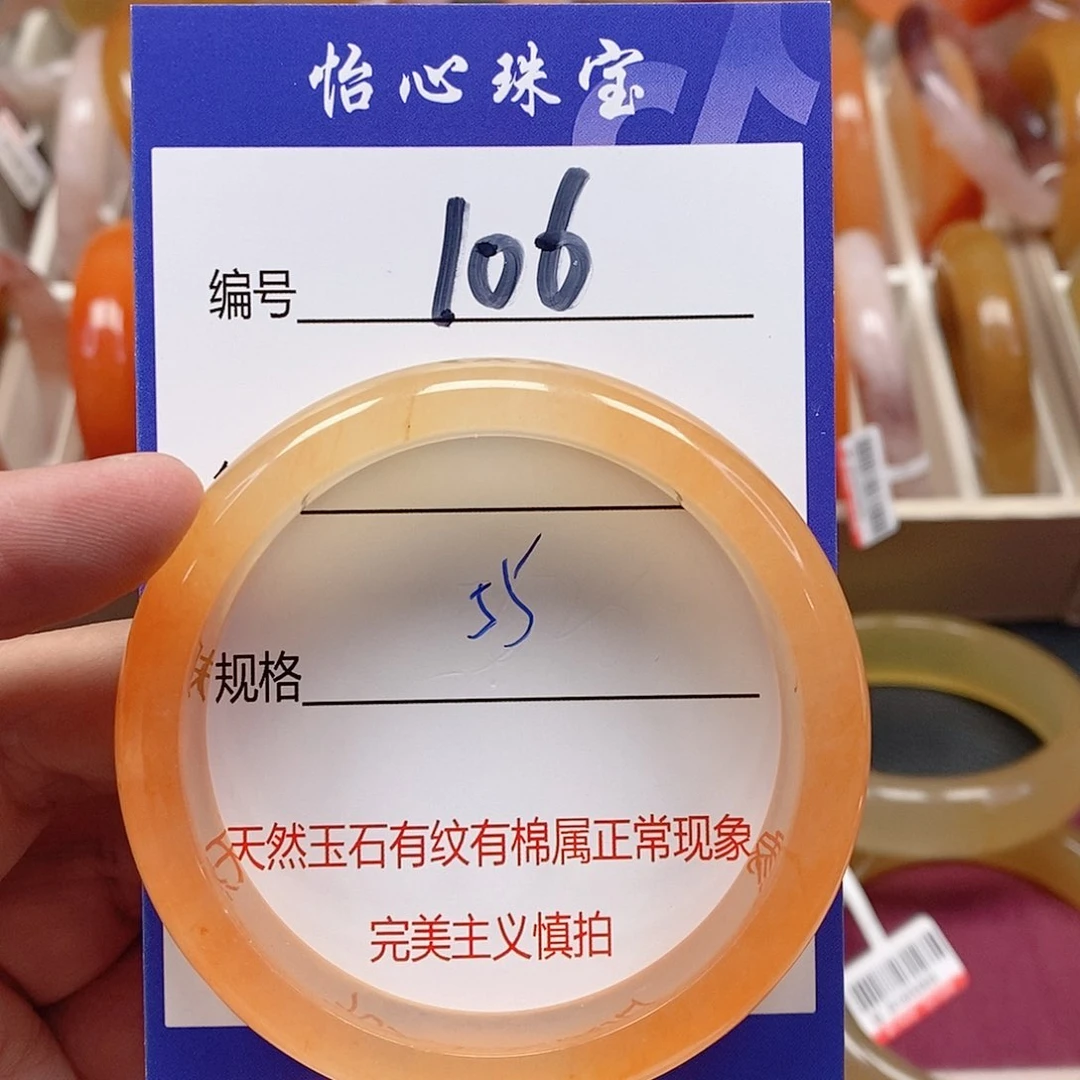 怡心珠宝
编号 106
55
规格
天然玉石有纹有棉属正常现象
完美主义慎拍